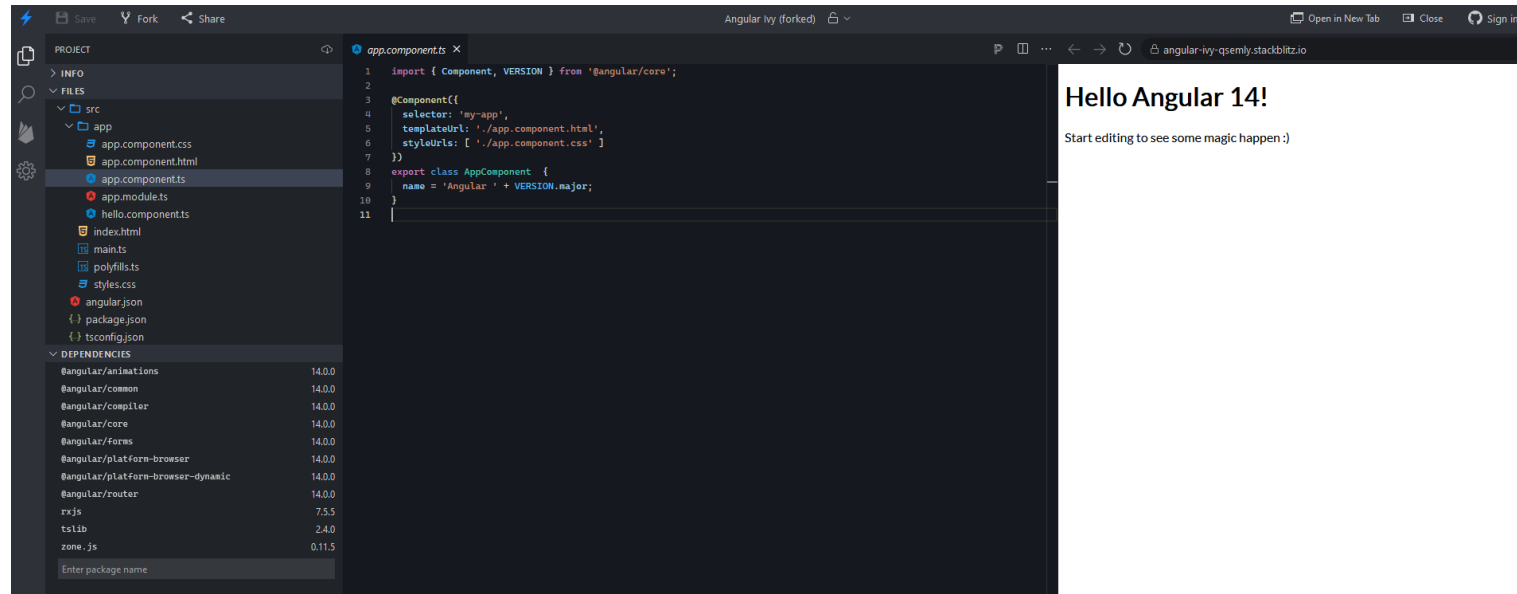 Save Fork Share Angular Ivy (forked) Open in New Tab Close Sign in
PROJECT
INFO
FILES
src
app
app.component.css
app.component.html
app.component.ts
app.module.ts
hello.component.ts
index.html
main.ts
polyfills.ts
styles.css
angular.json
package.json
tsconfig.json
DEPENDENCIES
@angular/animations 14.0.0
@angular/common 14.0.0
@angular/compiler 14.0.0
@angular/core 14.0.0
@angular/forms 14.0.0
@angular/platform-browser 14.0.0
@angular/platform-browser-dynamic 14.0.0
@angular/router 14.0.0
rxjs 7.5.5
tslib 2.4.0
zone.js 0.11.5
Enter package name
app.component.ts
1 import { Component, VERSION } from '@angular/core';
2
3 @Component({
4 selector: 'my-app',
5 templateUrl: './app.component.html',
6 styleUrls: [ './app.component.css' ]
7 })
8 export class AppComponent {
9 name = 'Angular ' + VERSION.major;
10 }
11
angular-ivy-qsemly.stackblitz.io
Hello Angular 14!
Start editing to see some magic happen :)